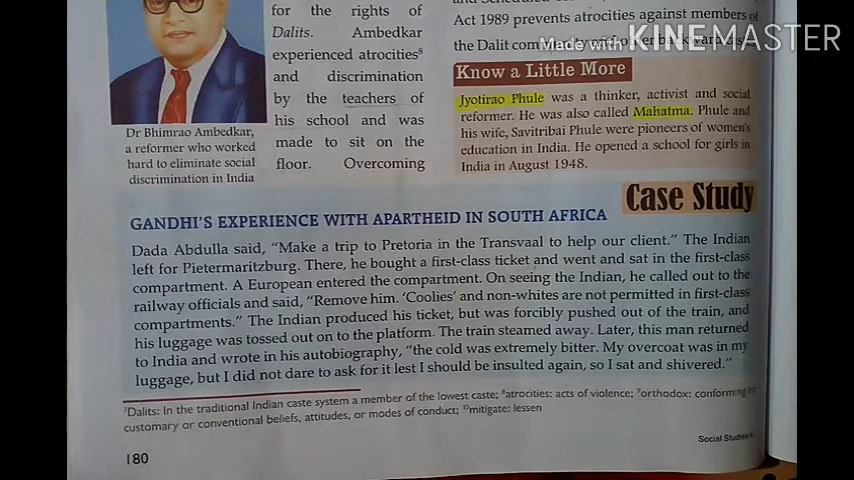 for the rights of
Dalits. Ambedkar
experienced atrocities⁸
and discrimination
by the teachers of
his school and was
made to sit on the
floor. Overcoming
Dr Bhimrao Ambedkar,
a reformer who worked
hard to eliminate social
discrimination in India
Act 1989 prevents atrocities against members of
the Dalit
Made with KINEMASTER
Know a Little More
Jyotirao Phule was a thinker, activist and social
reformer. He was also called Mahatma. Phule and
his wife, Savitribai Phule were pioneers of women's
education in India. He opened a school for girls in
India in August 1948.
Case Study
GANDHI'S EXPERIENCE WITH APARTHEID IN SOUTH AFRICA
Dada Abdulla said, "Make a trip to Pretoria in the Transvaal to help our client." The Indian
left for Pietermaritzburg. There, he bought a first-class ticket and went and sat in the first-class
compartment. A European entered the compartment. On seeing the Indian, he called out to the
railway officials and said, "Remove him. 'Coolies' and non-whites are not permitted in first-class
compartments." The Indian produced his ticket, but was forcibly pushed out of the train, and
his luggage was tossed out on to the platform. The train steamed away. Later, this man returned
to India and wrote in his autobiography, "the cold was extremely bitter. My overcoat was in my
luggage, but I did not dare to ask for it lest I should be insulted again, so I sat and shivered."
⁷Dalits: In the traditional Indian caste system a member of the lowest caste; ⁸atrocities: acts of violence; ⁹orthodox: conforming to
customary or conventional beliefs, attitudes, or modes of conduct; ¹⁰mitigate: lessen
Social Studies
180